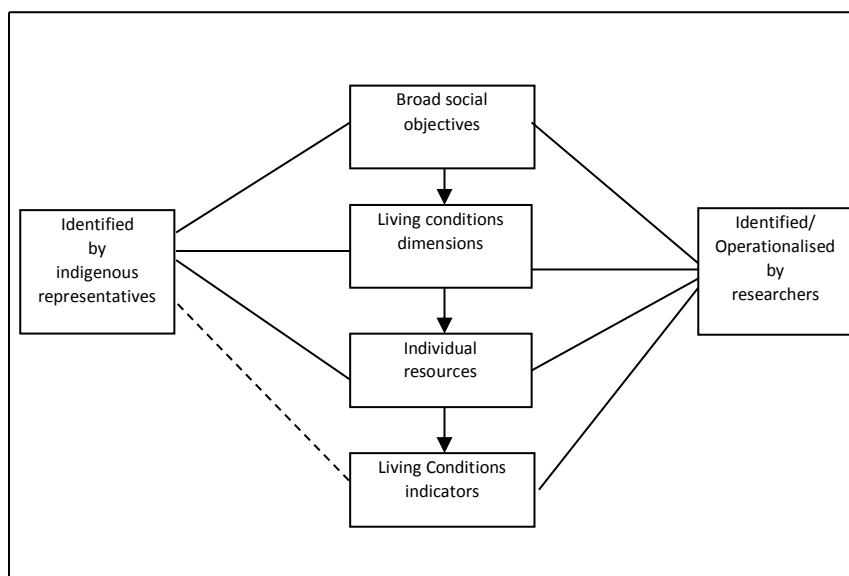 Broad social
objectives
Living conditions
dimensions
Identified
by
indigenous
representatives
Identified/
Operationalised
by
researchers
Individual
resources
Living Conditions
indicators